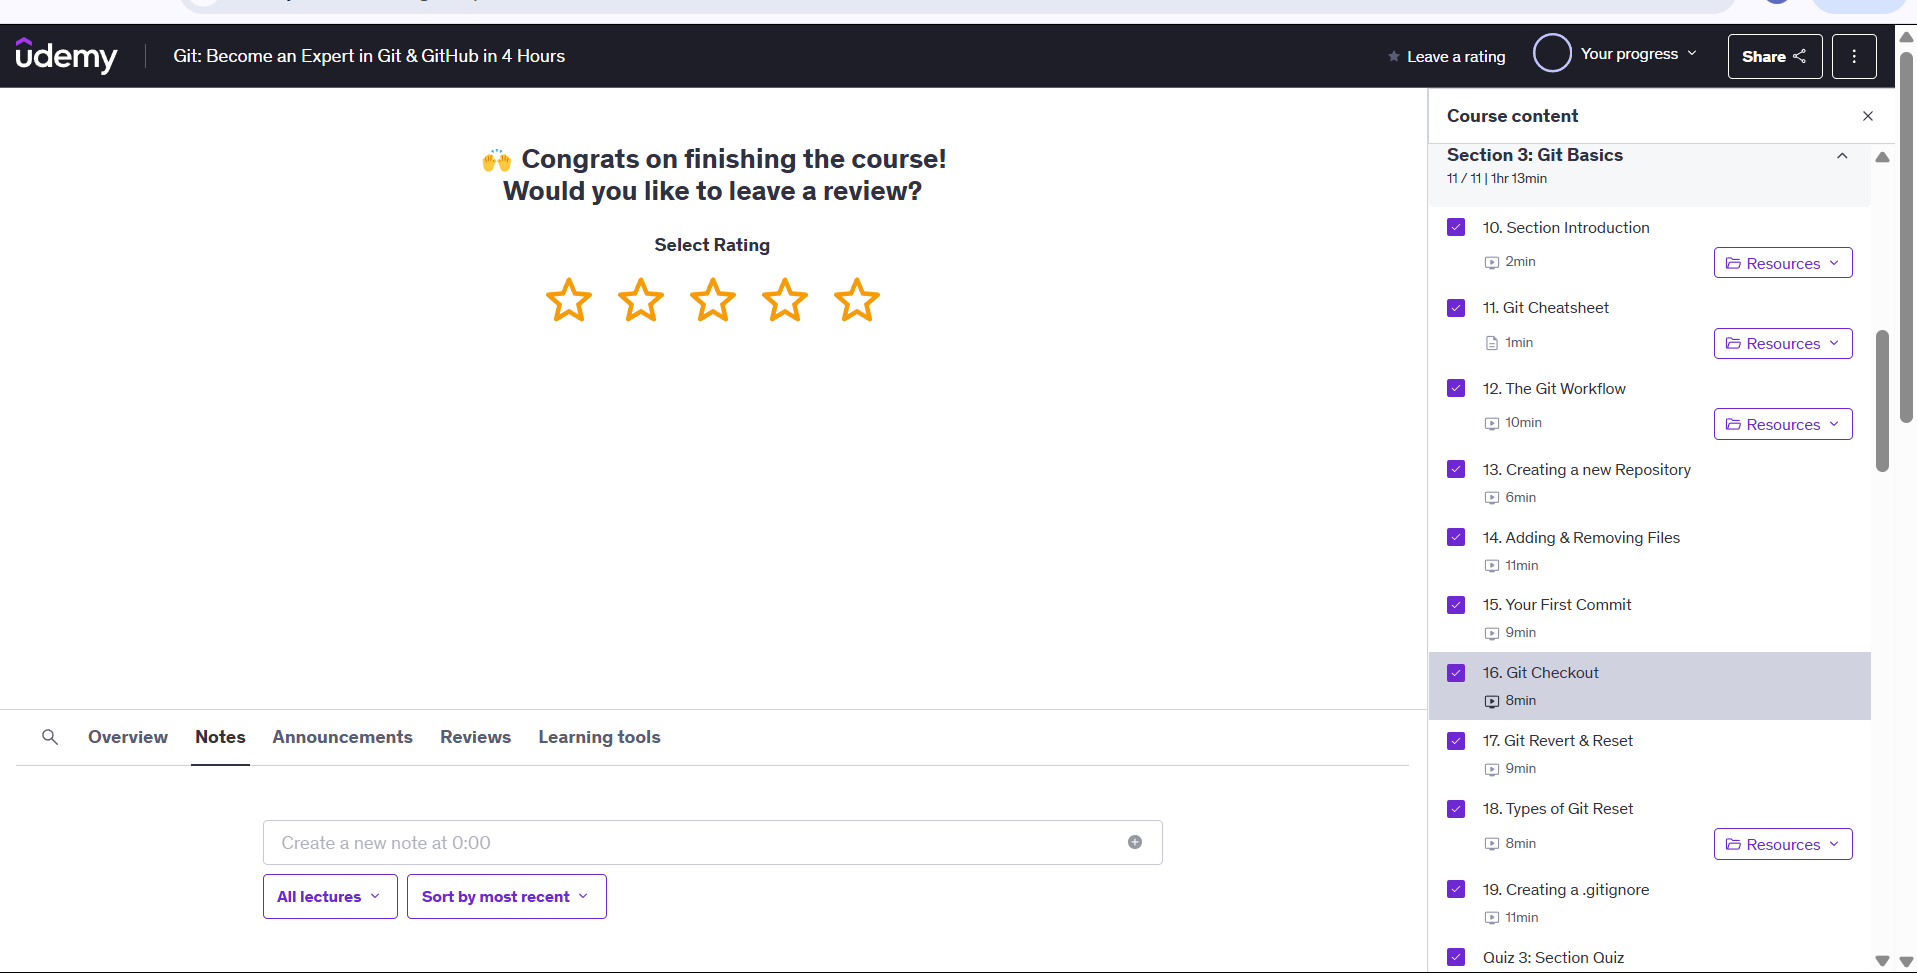 udemy
Git: Become an Expert in Git & GitHub in 4 Hours
Leave a rating
Your progress
Share
🙌 Congrats on finishing the course!
Would you like to leave a review?
Select Rating
Overview
Notes
Announcements
Reviews
Learning tools
Create a new note at 0:00
All lectures
Sort by most recent
Course content
Section 3: Git Basics
11 / 11 | 1hr 13min
10. Section Introduction
2min
Resources
11. Git Cheatsheet
1min
Resources
12. The Git Workflow
10min
Resources
13. Creating a new Repository
6min
14. Adding & Removing Files
11min
15. Your First Commit
9min
16. Git Checkout
8min
17. Git Revert & Reset
9min
18. Types of Git Reset
8min
Resources
19. Creating a .gitignore
11min
Quiz 3: Section Quiz